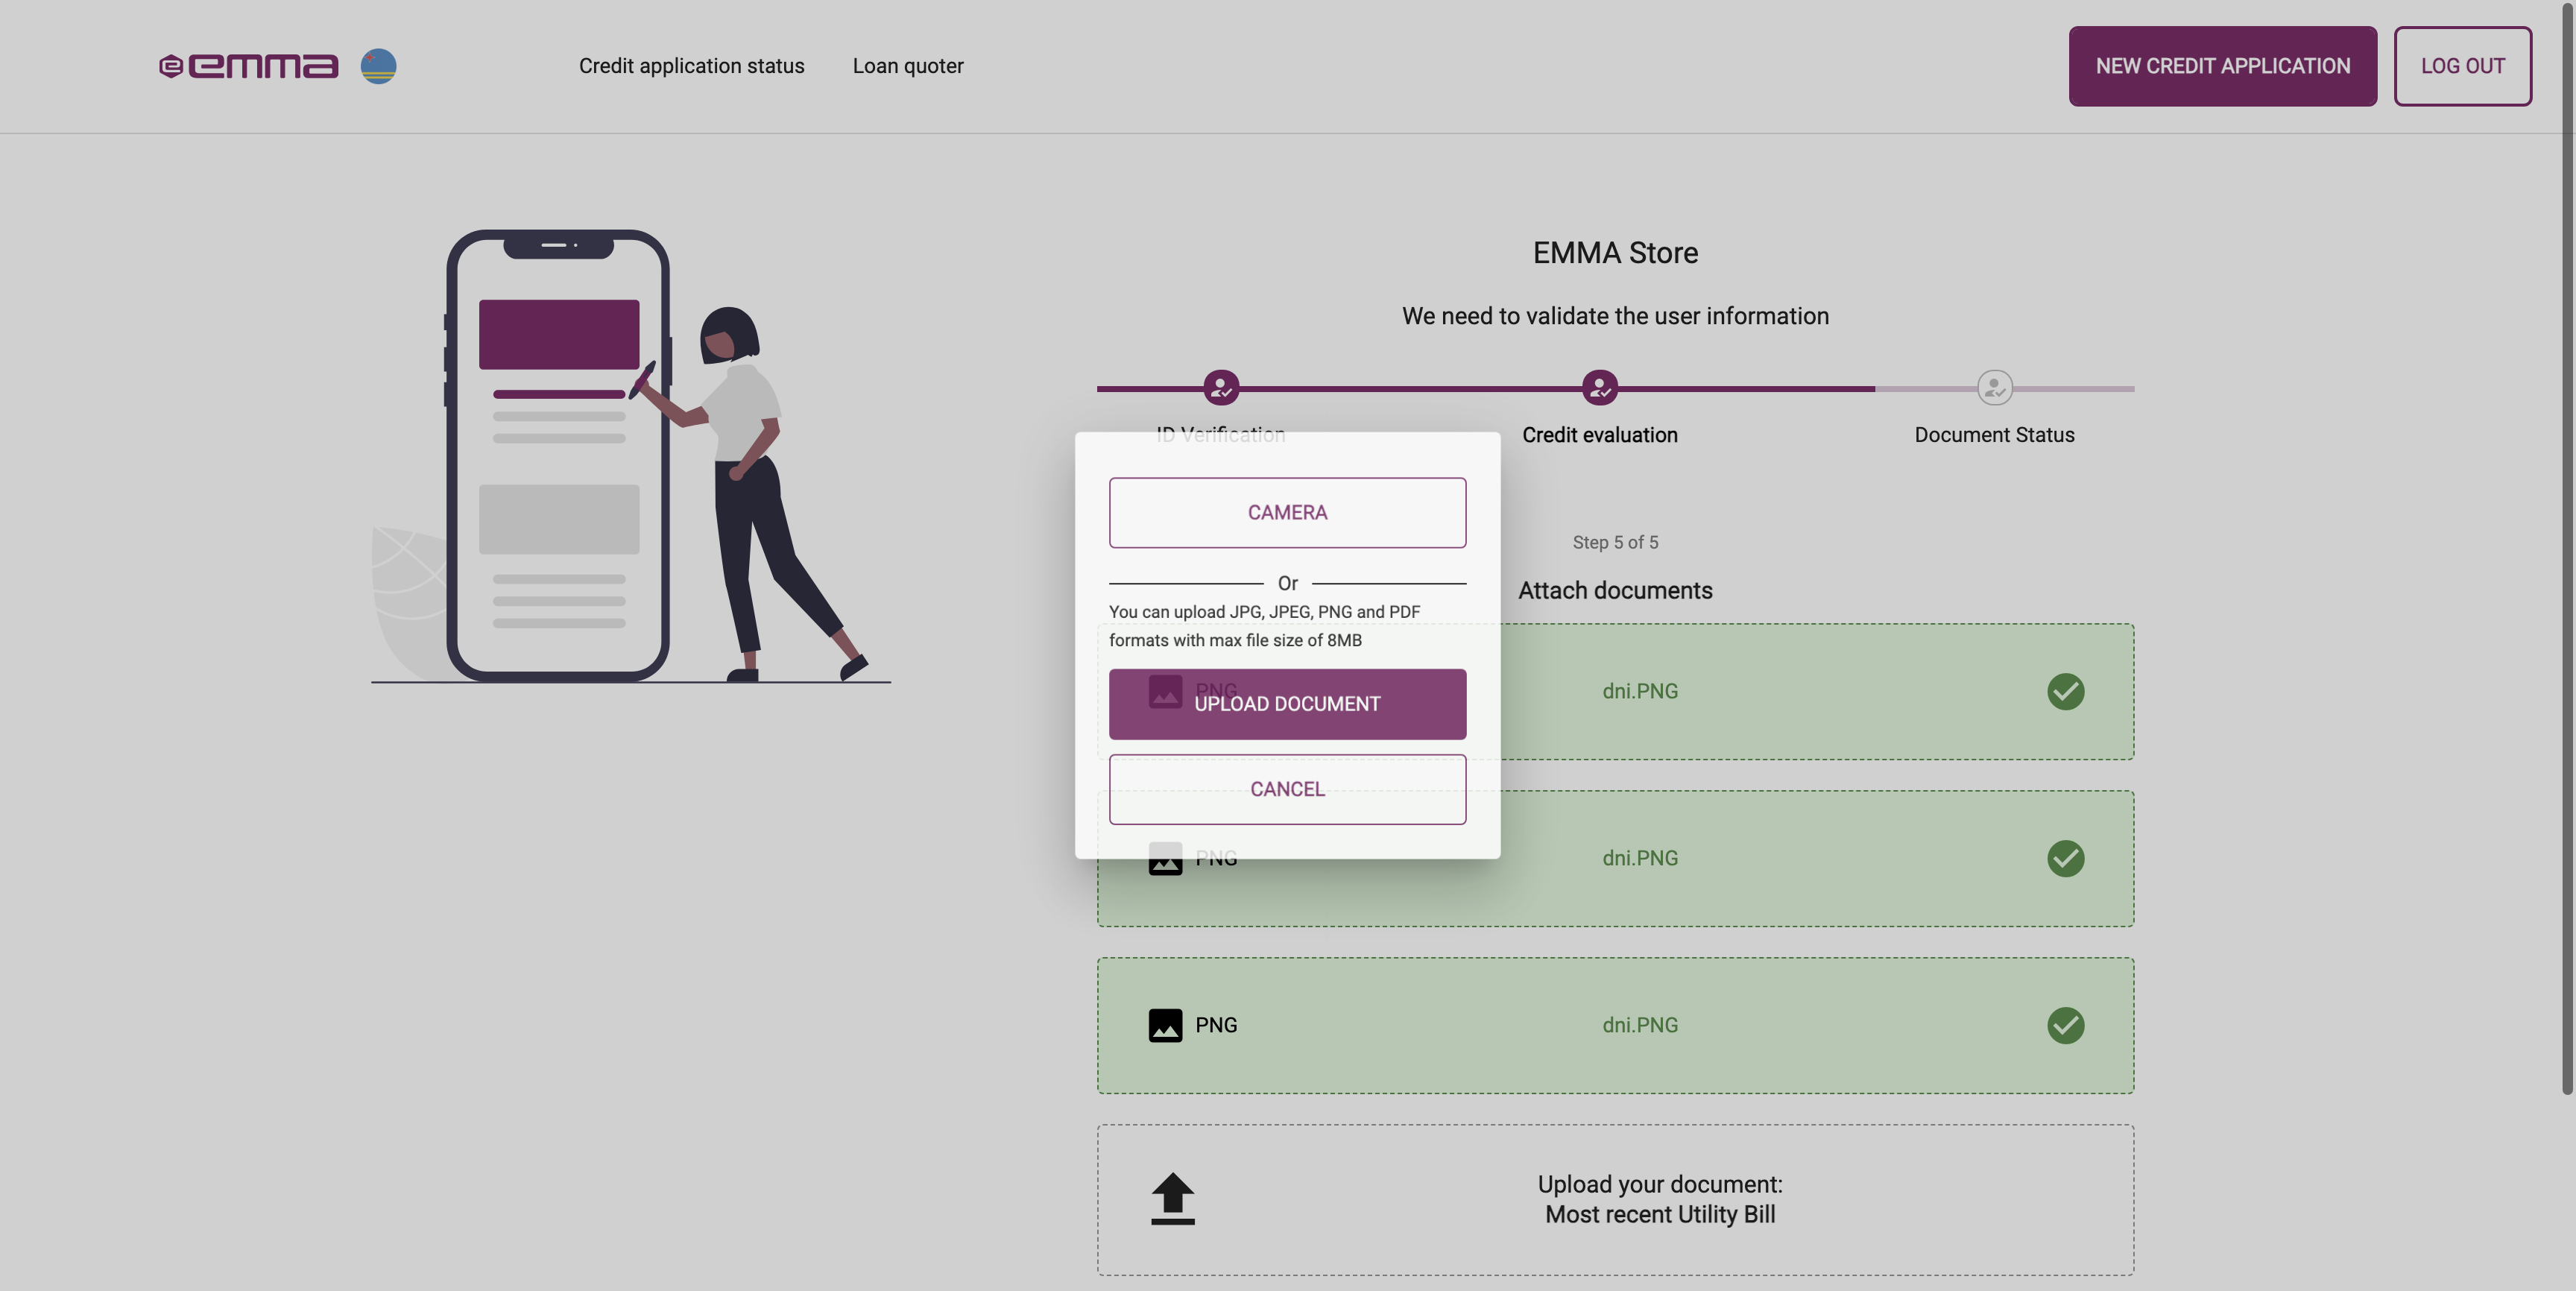 emma
Credit application status
Loan quoter
NEW CREDIT APPLICATION
LOG OUT
EMMA Store
We need to validate the user information
ID Verification
Credit evaluation
Document Status
Step 5 of 5
Attach documents
CAMERA
Or
You can upload JPG, JPEG, PNG and PDF
formats with max file size of 8MB
UPLOAD DOCUMENT
CANCEL
PNG
dni.PNG
PNG
dni.PNG
PNG
dni.PNG
Upload your document:
Most recent Utility Bill